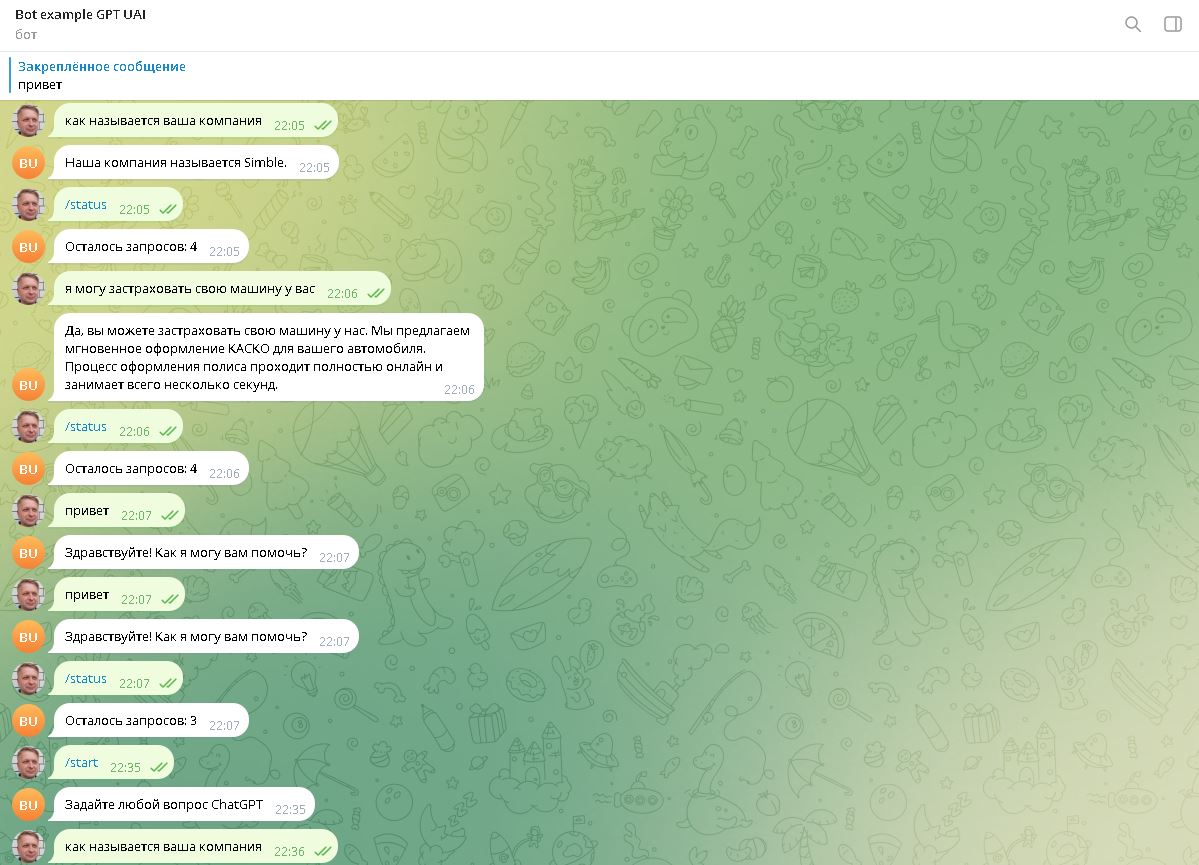 Bot example GPT UAI
бот
Закреплённое сообщение
привет
как называется ваша компания 22:05
BU Наша компания называется Simble. 22:05
/status 22:05
BU Осталось запросов: 4 22:05
я могу застраховать свою машину у вас 22:06
Да, вы можете застраховать свою машину у нас. Мы предлагаем
мгновенное оформление КАСКО для вашего автомобиля.
Процесс оформления полиса проходит полностью онлайн и
BU занимает всего несколько секунд. 22:06
/status 22:06
BU Осталось запросов: 4 22:06
привет 22:07
BU Здравствуйте! Как я могу вам помочь? 22:07
привет 22:07
BU Здравствуйте! Как я могу вам помочь? 22:07
/status 22:07
BU Осталось запросов: 3 22:07
/start 22:35
BU Задайте любой вопрос ChatGPT 22:35
как называется ваша компания 22:36